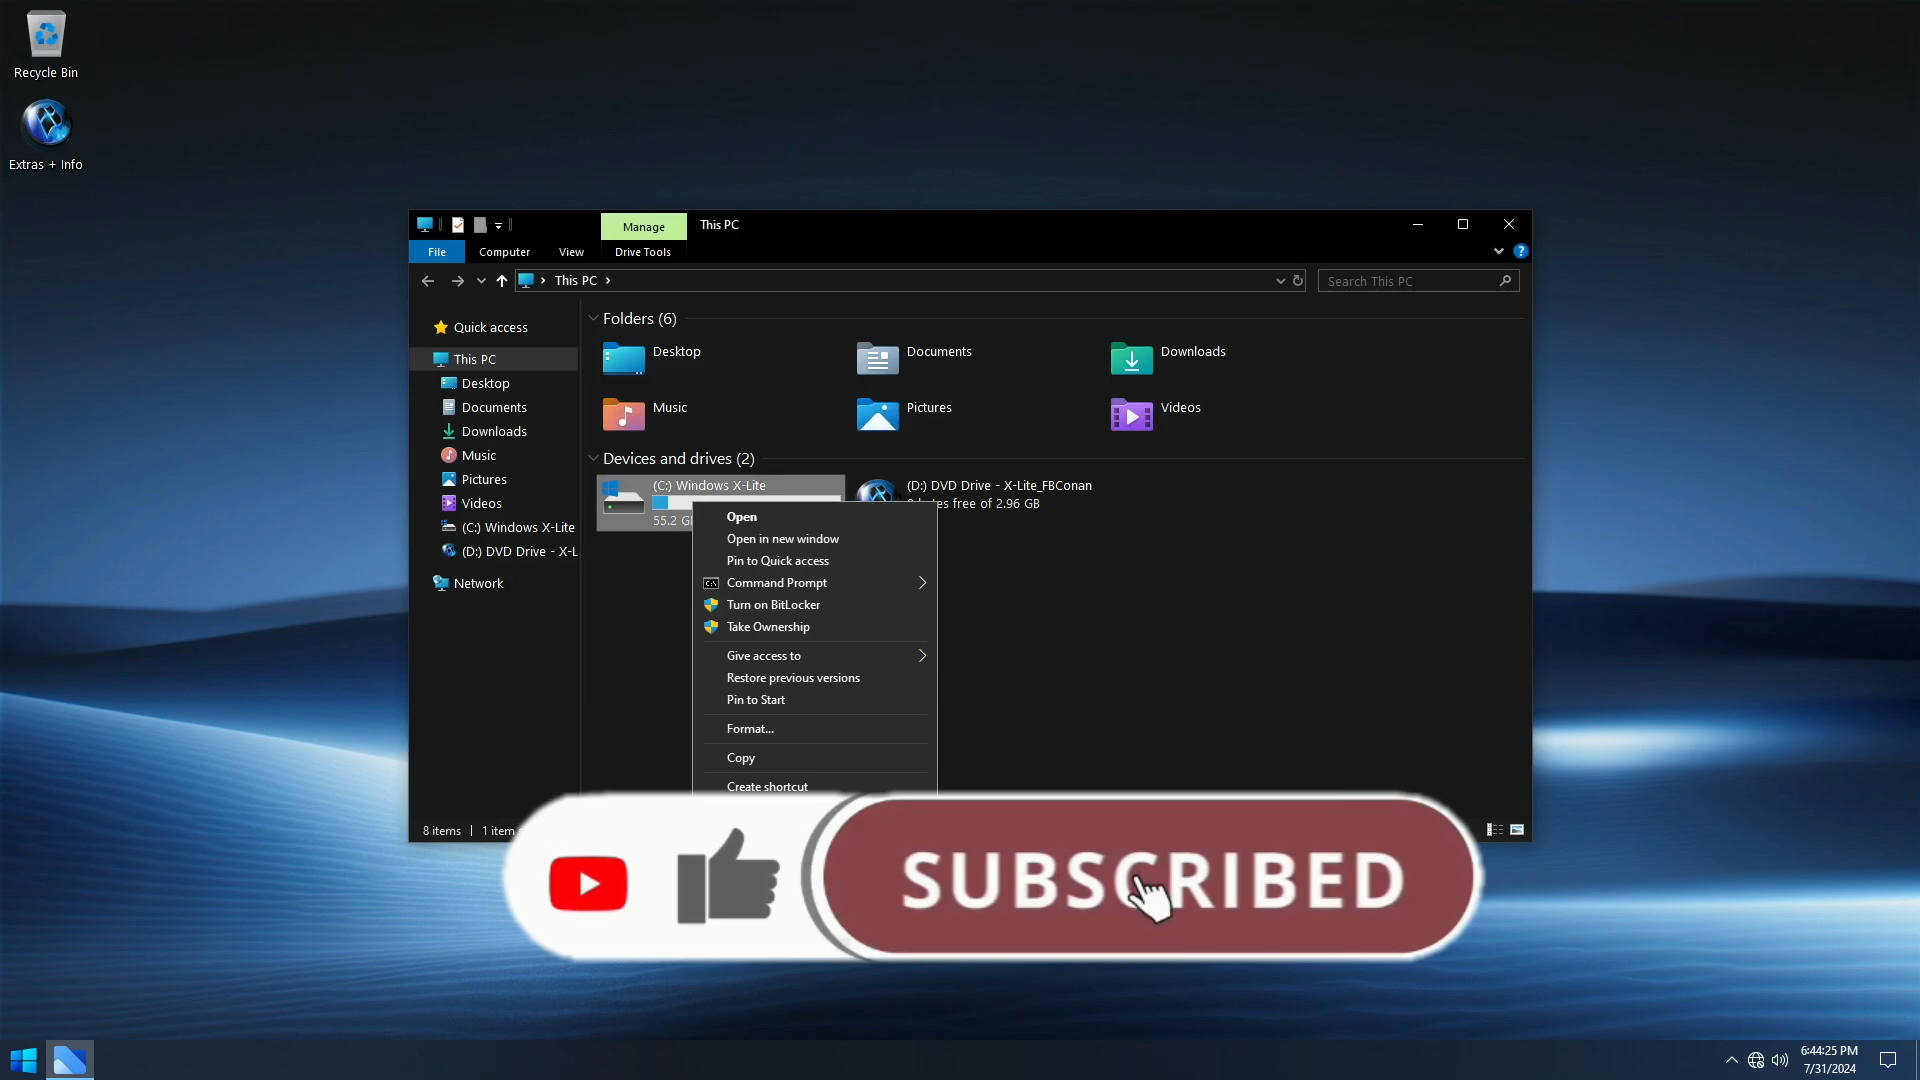 Recycle Bin
Extras + Info
Manage
This PC
File
Computer
View
Drive Tools
This PC
Search This PC
Quick access
This PC
Desktop
Documents
Downloads
Music
Pictures
Videos
(C:) Windows X-Lite
(D:) DVD Drive - X-L
Network
Folders (6)
Desktop
Documents
Downloads
Music
Pictures
Videos
Devices and drives (2)
(C:) Windows X-Lite
55.2 G
(D:) DVD Drive - X-Lite_FBConan
free of 2.96 GB
Open
Open in new window
Pin to Quick access
Command Prompt
Turn on BitLocker
Take Ownership
Give access to
Restore previous versions
Pin to Start
Format...
Copy
Create shortcut
8 items
1 item
SUBSCRIBED
6:44:25 PM
7/31/2024